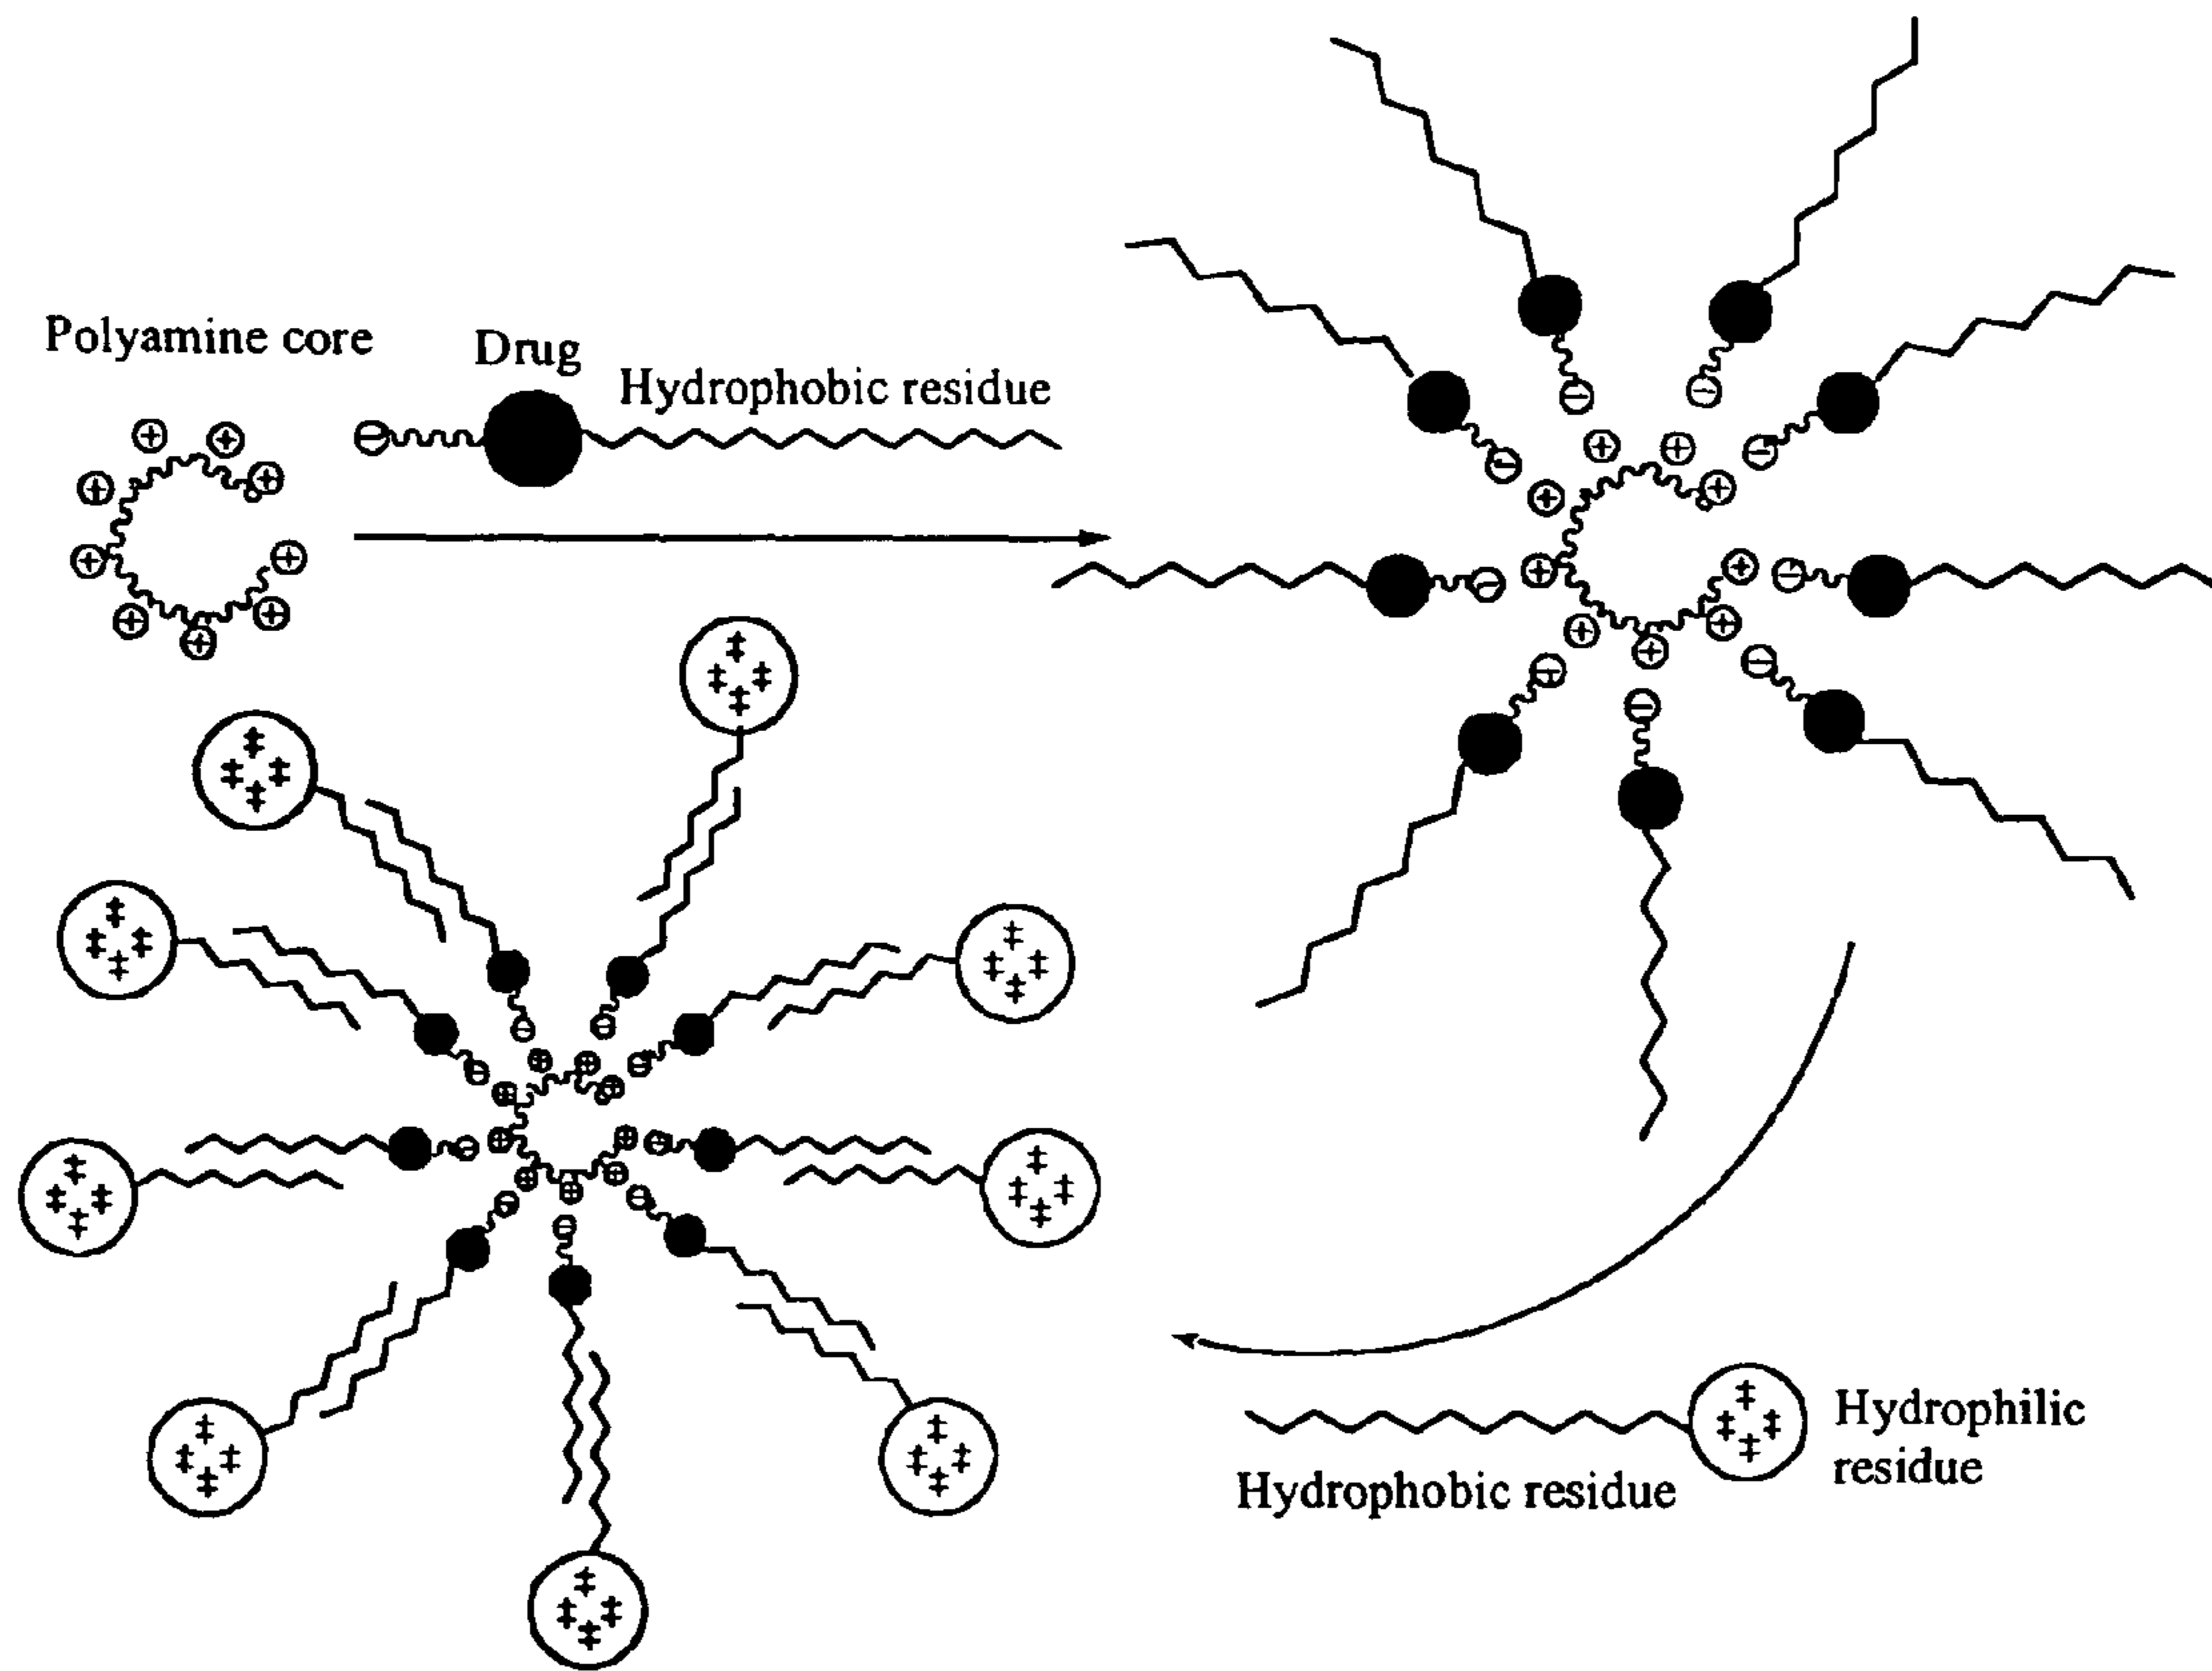 Polyamine core
Drug
Hydrophobic residue
Hydrophilic
residue
Hydrophobic residue